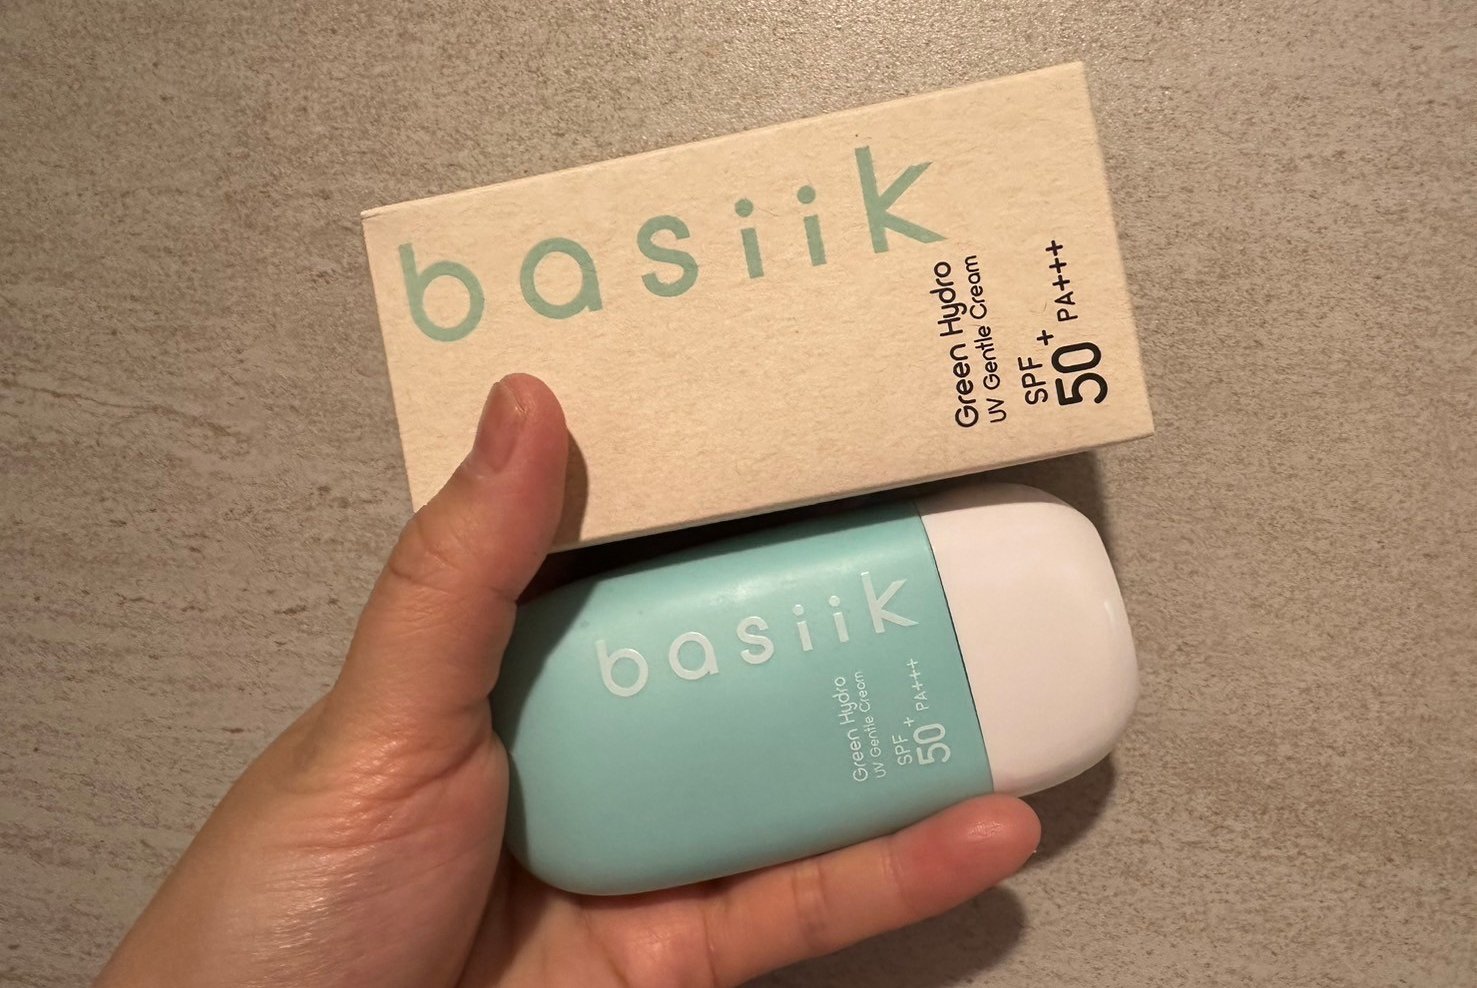 basiik
Green Hydro
UV Gentle Cream
SPF
50+ PA+++
basiik
Green Hydro
UV Gentle Cream
SPF
50+ PA+++